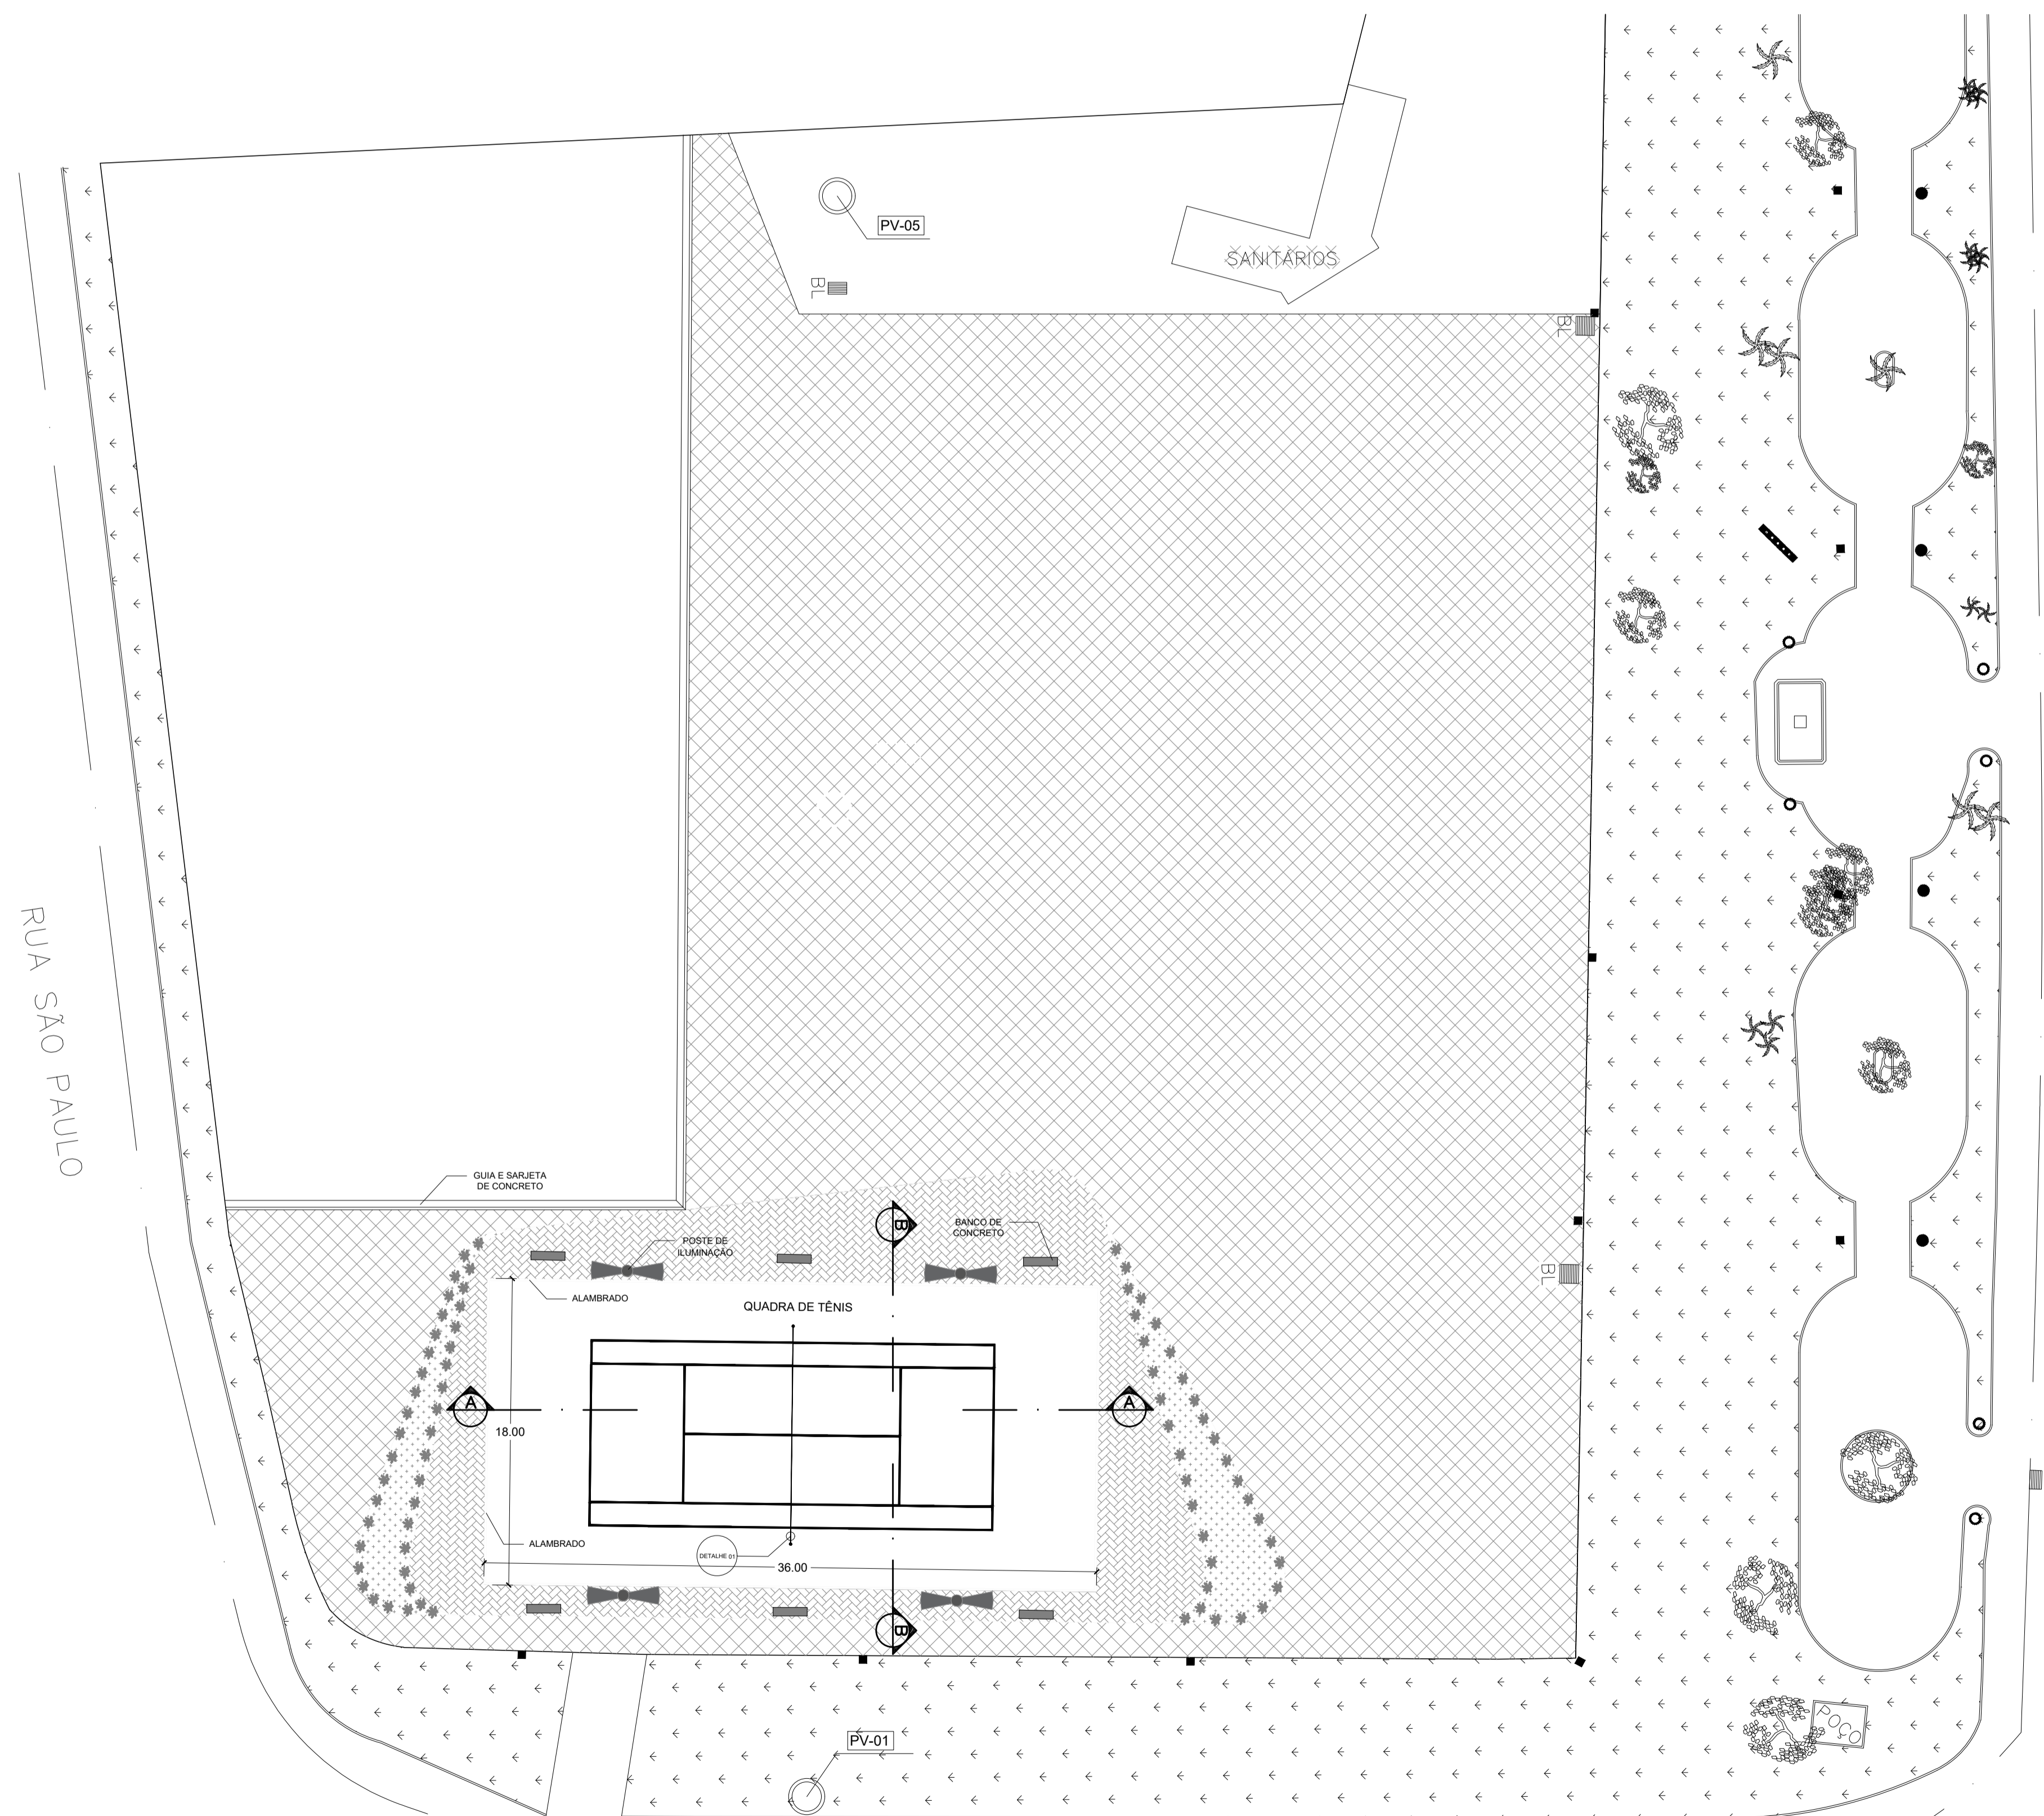 PV-05
SANITÁRIOS
BL
BL
RUA SÃO PAULO
GUIA E SARJETA
DE CONCRETO
POSTE DE
ILUMINAÇÃO
BANCO DE
CONCRETO
B
BL
ALAMBRADO
QUADRA DE TÊNIS
A
A
18.00
ALAMBRADO
DETALHE 01
36.00
B
POÇO
PV-01